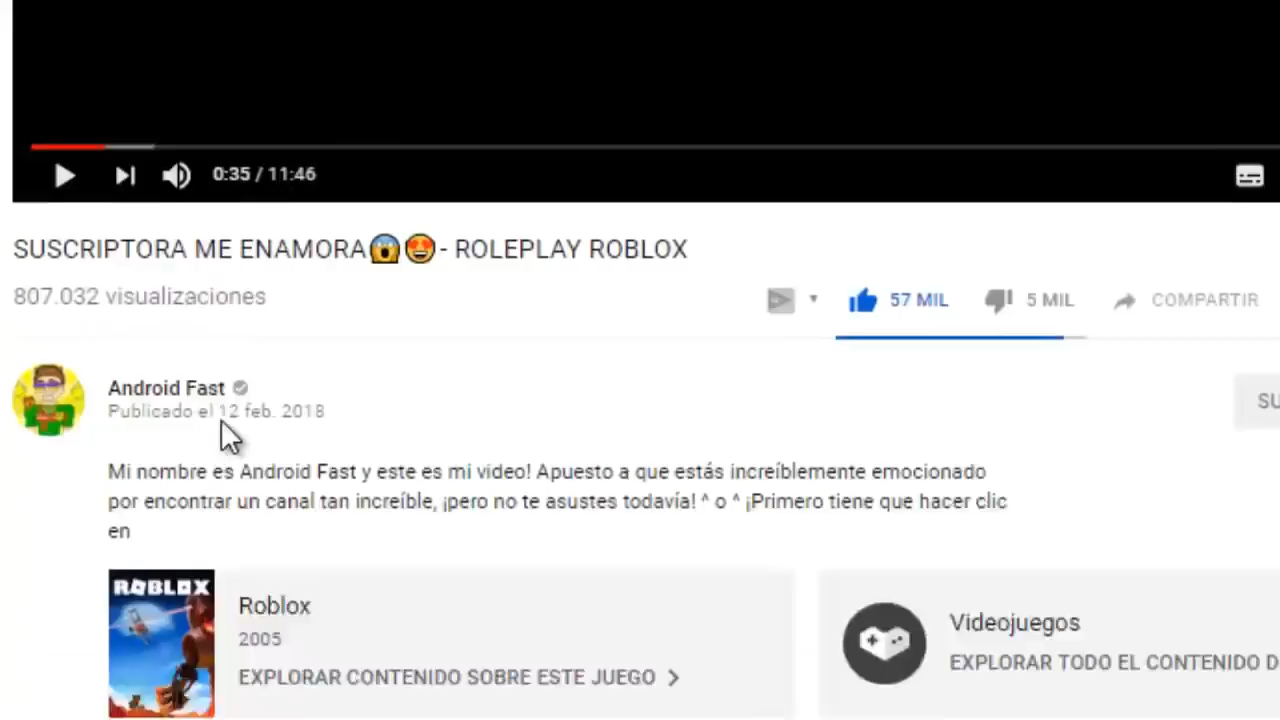 0:35 / 11:46
SUSCRIPTORA ME ENAMORA😱😍- ROLEPLAY ROBLOX
807.032 visualizaciones
57 MIL
5 MIL
COMPARTIR
Android Fast
SU
Publicado el 12 feb. 2018
Mi nombre es Android Fast y este es mi video! Apuesto a que estás increíblemente emocionado
por encontrar un canal tan increíble, ¡pero no te asustes todavía! ^ o ^ ¡Primero tiene que hacer clic
en
ROBLOX
Roblox
2005
EXPLORAR CONTENIDO SOBRE ESTE JUEGO
Videojuegos
EXPLORAR TODO EL CONTENIDO D